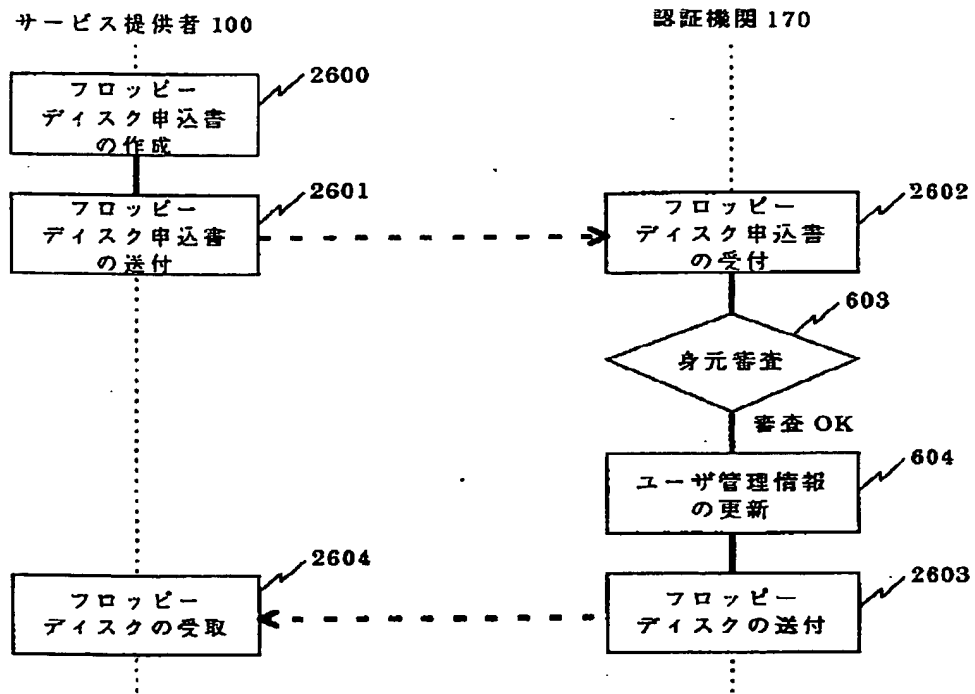 サービス提供者 100
認証機関 170
フロッピー
ディスク申込書
の作成
2600
フロッピー
ディスク申込書
の送付
2601
フロッピー
ディスク申込書
の受付
2602
身元審査
603
審査 OK
ユーザ管理情報
の更新
604
フロッピー
ディスクの受取
2604
フロッピー
ディスクの送付
2603